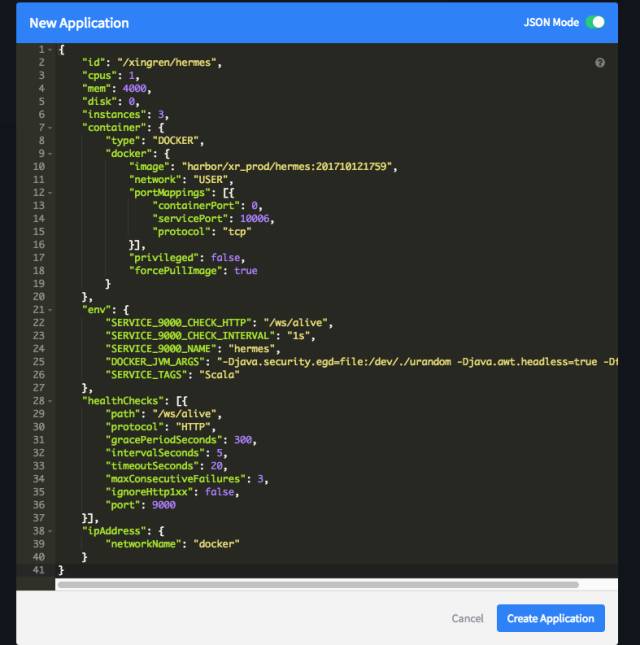 New Application
JSON Mode
1 {
2 "id": "/xingren/hermes",
3 "cpus": 1,
4 "mem": 4000,
5 "disk": 0,
6 "instances": 3,
7 "container": {
8 "type": "DOCKER",
9 "docker": {
10 "image": "harbor/xr_prod/hermes:201710121759",
11 "network": "USER",
12 "portMappings": [{
13 "containerPort": 0,
14 "servicePort": 10006,
15 "protocol": "tcp"
16 }],
17 "privileged": false,
18 "forcePullImage": true
19 }
20 },
21 "env": {
22 "SERVICE_9000_CHECK_HTTP": "/ws/alive",
23 "SERVICE_9000_CHECK_INTERVAL": "1s",
24 "SERVICE_9000_NAME": "hermes",
25 "DOCKER_JVM_ARGS": "-Djava.security.egd=file:/dev/./urandom -Djava.awt.headless=true
26 "SERVICE_TAGS": "Scala"
27 },
28 "healthChecks": [{
29 "path": "/ws/alive",
30 "protocol": "HTTP",
31 "gracePeriodSeconds": 300,
32 "intervalSeconds": 5,
33 "timeoutSeconds": 20,
34 "maxConsecutiveFailures": 3,
35 "ignoreHttp1xx": false,
36 "port": 9000
37 }],
38 "ipAddress": {
39 "networkName": "docker"
40 }
41 }
Cancel
Create Application